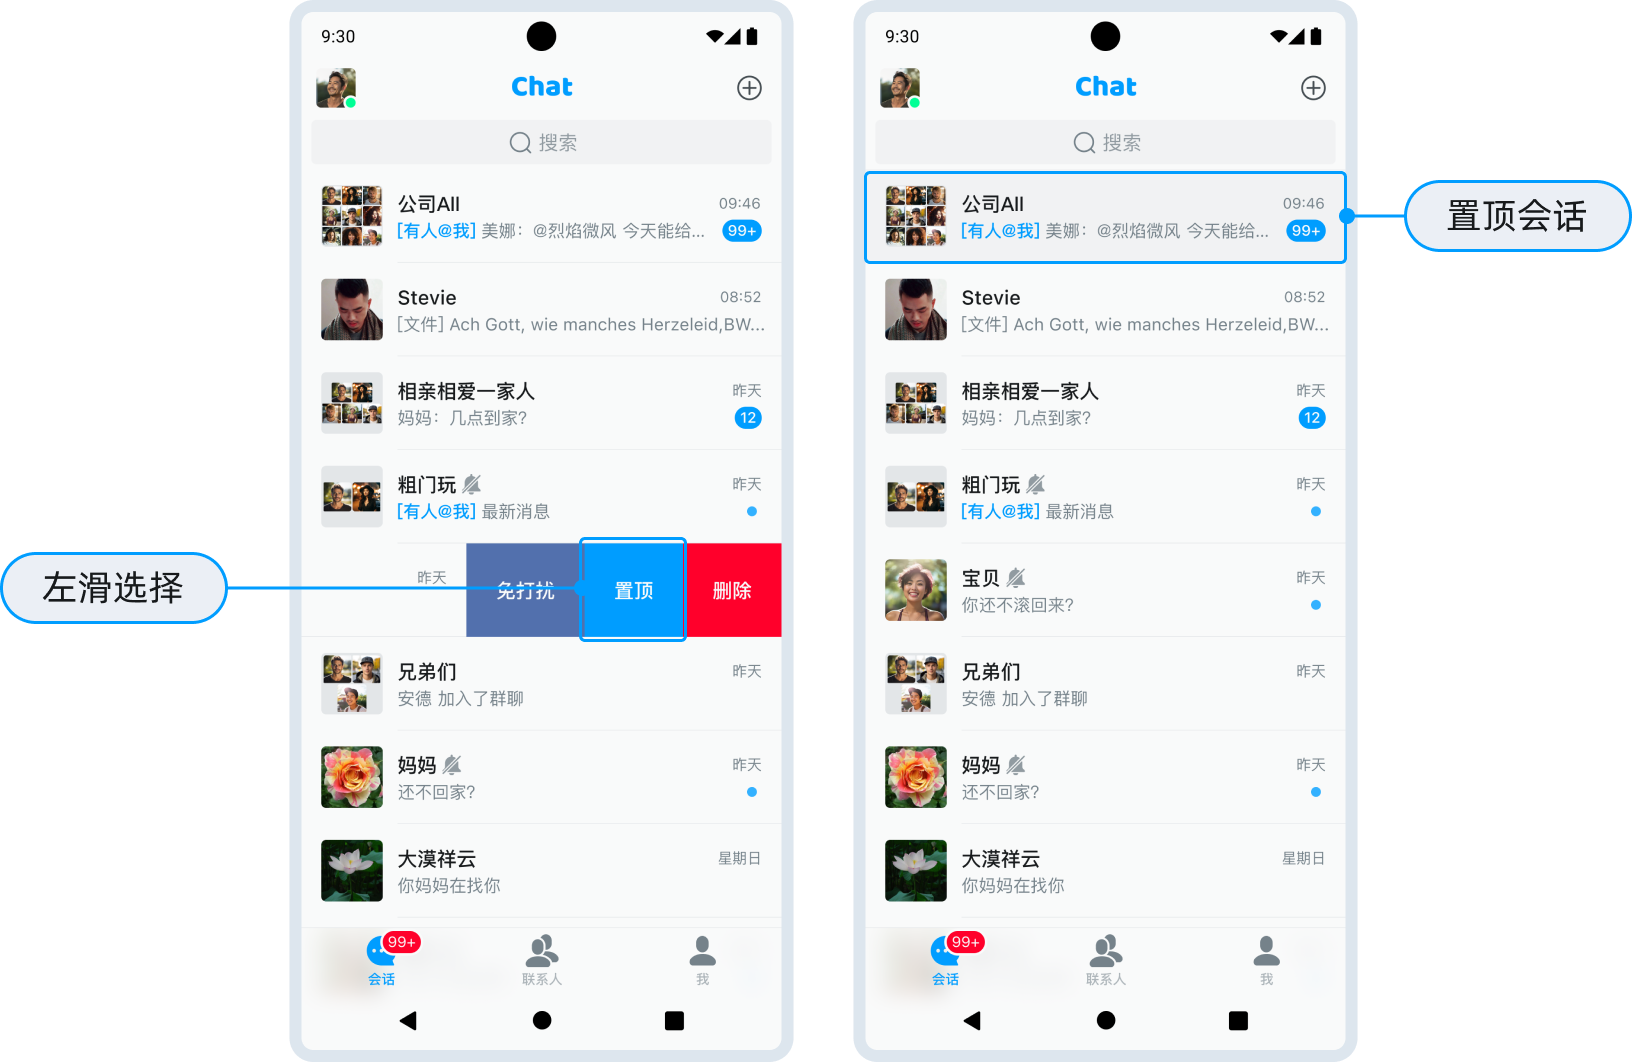 9:30
Chat
搜索
公司All
09:46
[有人@我] 美娜：@烈焰微风 今天能给...
99+
Stevie
08:52
[文件] Ach Gott, wie manches Herzeleid,BW...
相亲相爱一家人
昨天
妈妈：几点到家?
12
粗门玩
昨天
[有人@我] 最新消息
左滑选择
昨天
免打扰
置顶
删除
兄弟们
昨天
安德 加入了群聊
妈妈
昨天
还不回家?
大漠祥云
星期日
你妈妈在找你
99+
会话
联系人
我
9:30
Chat
搜索
公司All
09:46
[有人@我] 美娜：@烈焰微风 今天能给...
99+
置顶会话
Stevie
08:52
[文件] Ach Gott, wie manches Herzeleid,BW...
相亲相爱一家人
昨天
妈妈：几点到家?
12
粗门玩
昨天
[有人@我] 最新消息
宝贝
昨天
你还不滚回来?
兄弟们
昨天
安德 加入了群聊
妈妈
昨天
还不回家?
大漠祥云
星期日
你妈妈在找你
99+
会话
联系人
我